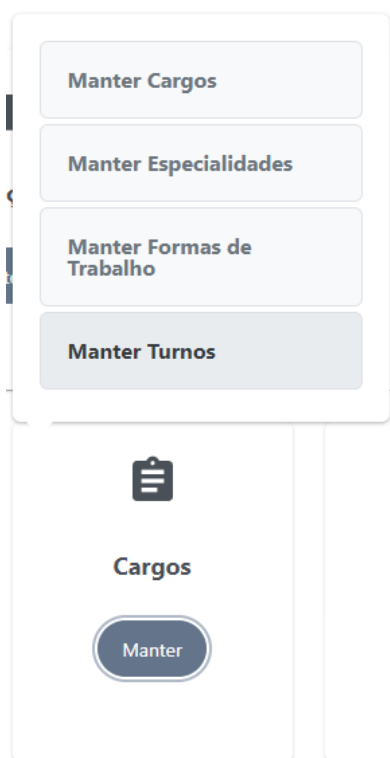 Manter Cargos
Manter Especialidades
Manter Formas de
Trabalho
Manter Turnos
Cargos
Manter